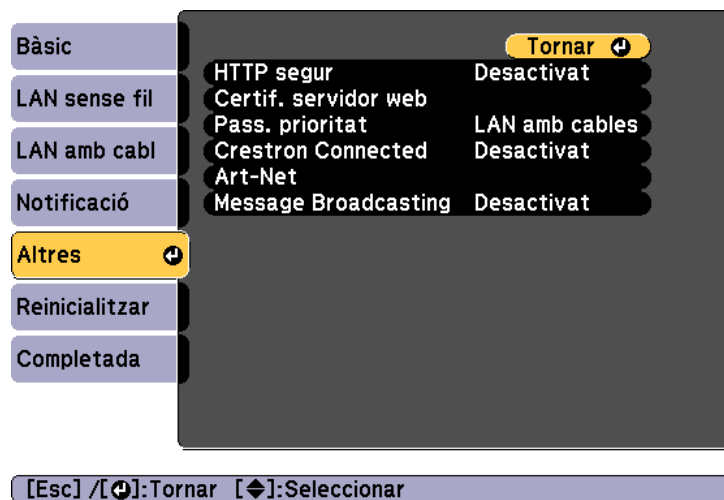 Bàsic
LAN sense fil
LAN amb cabl
Notificació
Altres
Reinicialitzar
Completada
Tornar
HTTP segur Desactivat
Certif. servidor web
Pass. prioritat LAN amb cables
Crestron Connected Desactivat
Art-Net
Message Broadcasting Desactivat
[Esc] /[⏎]:Tornar [◆]:Seleccionar